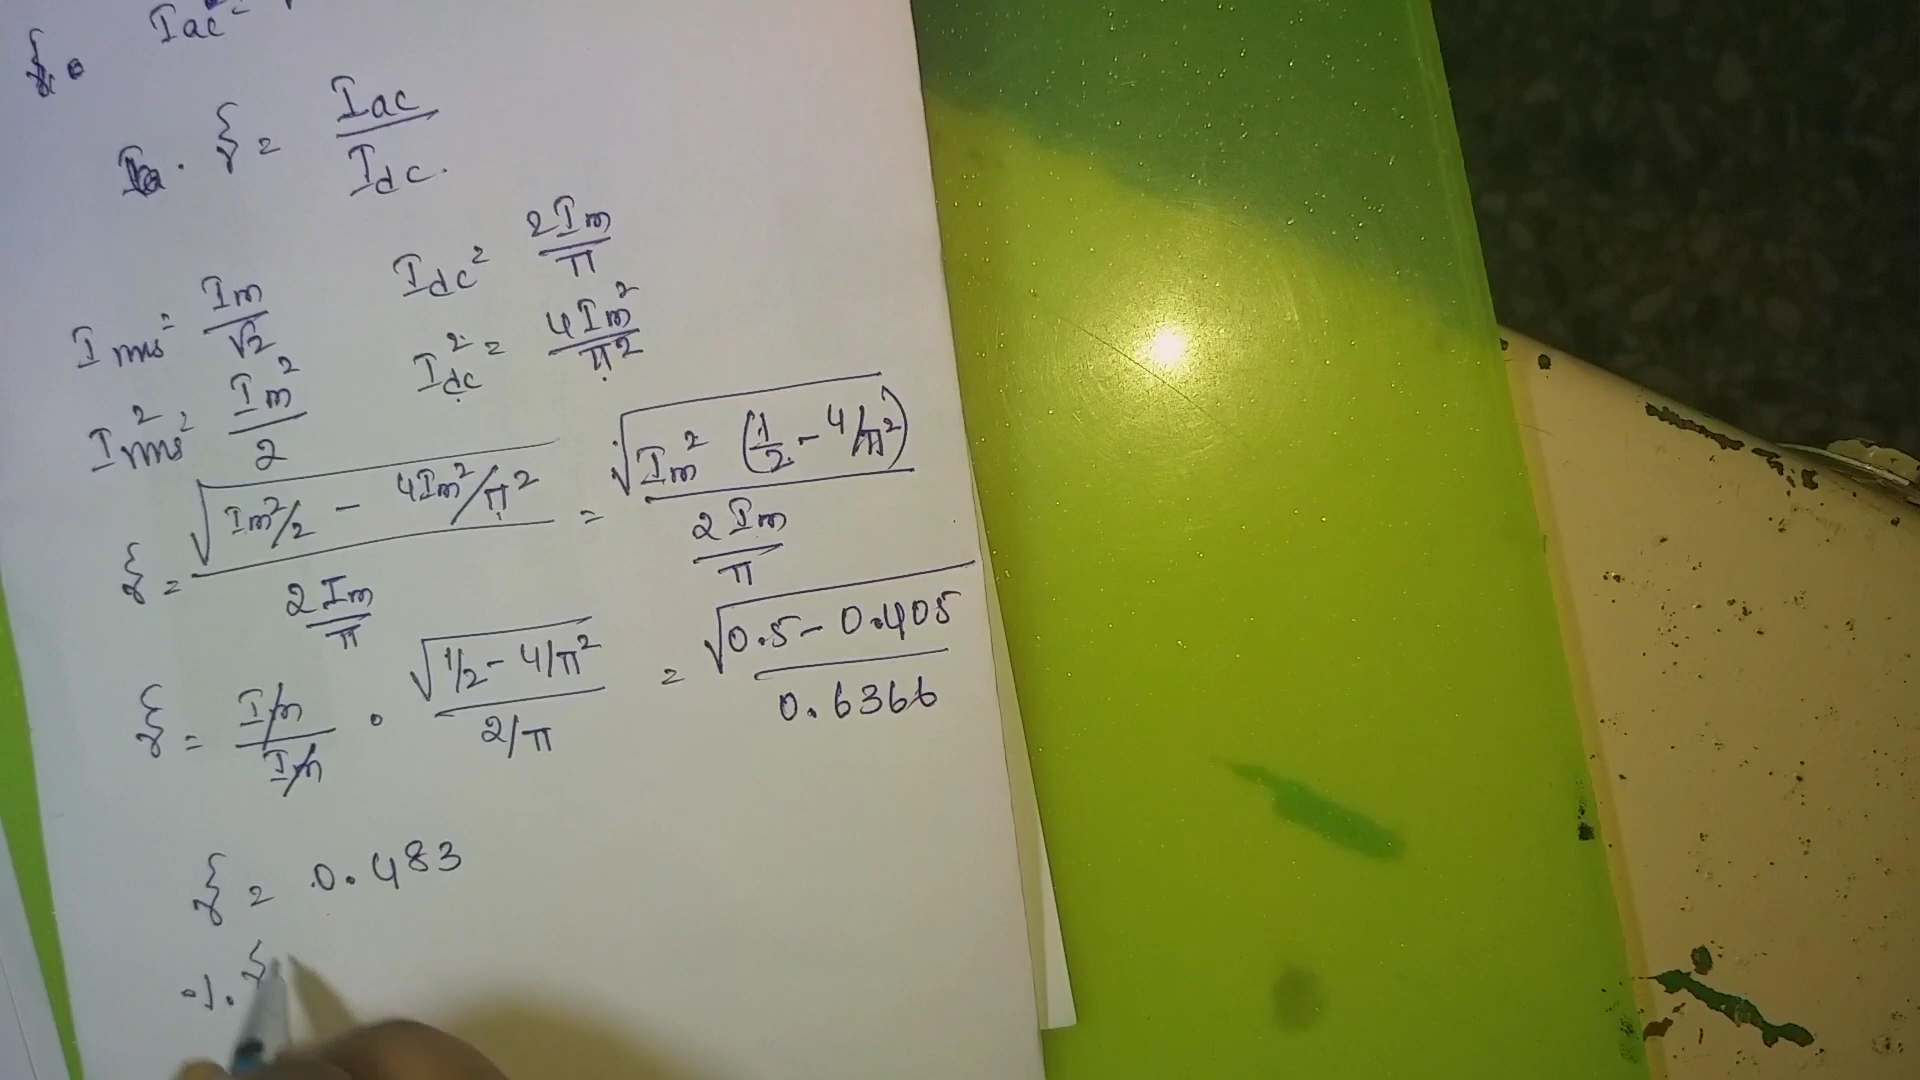 Iac =
ξ.
ξ = Iac / Idc.
Irms = Im/√2 Idc = 2Im/π
I²rms = Im²/2 I²dc = 4Im²/π²
ξ = √(Im²/2 - 4Im²/π²) / (2Im/π) = √(Im² (1/2 - 4/π²)) / (2Im/π)
ξ = Im/Im . √(1/2 - 4/π²) / (2/π) = √(0.5 - 0.405) / 0.6366
ξ = 0.483
%. ξ